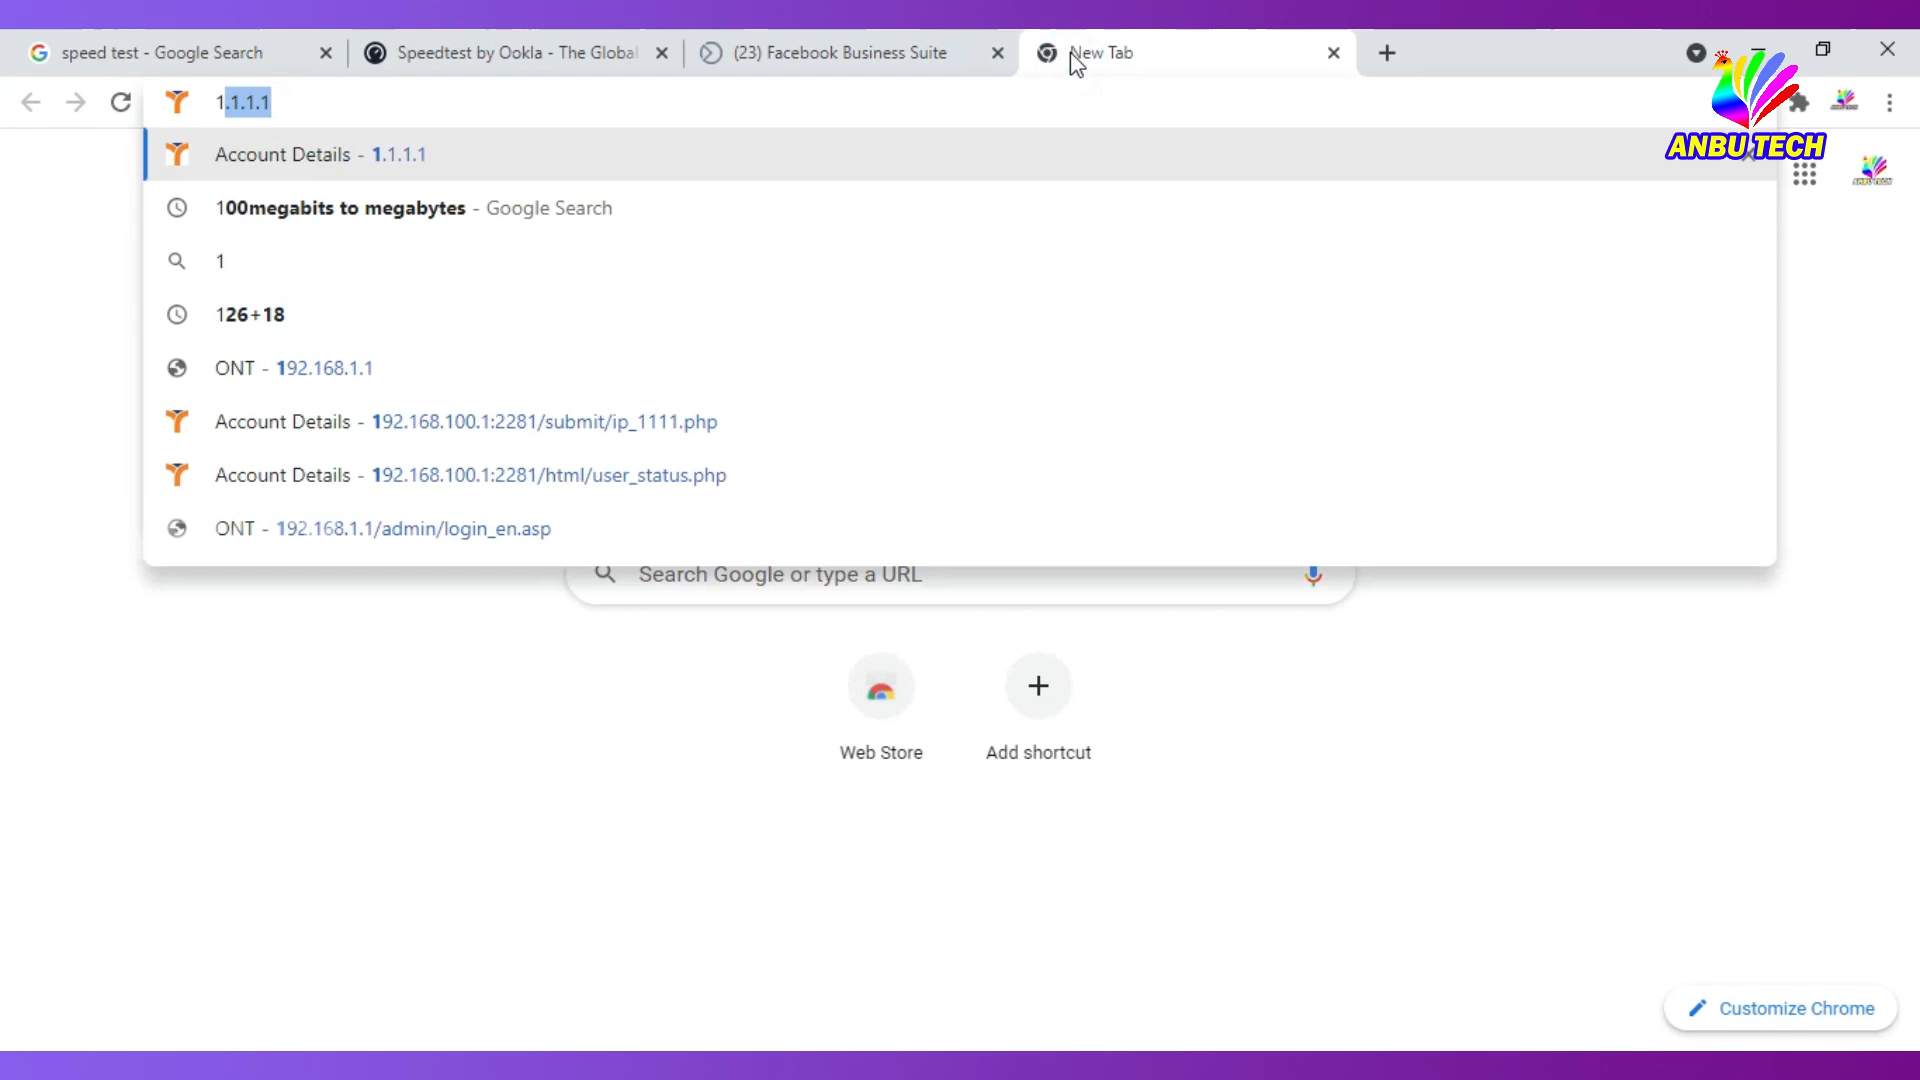 speed test - Google Search
Speedtest by Ookla - The Global
(23) Facebook Business Suite
New Tab
1.1.1.1
ANBU TECH
Account Details - 1.1.1.1
100megabits to megabytes - Google Search
1
126+18
ONT - 192.168.1.1
Account Details - 192.168.100.1:2281/submit/ip_1111.php
Account Details - 192.168.100.1:2281/html/user_status.php
ONT - 192.168.1.1/admin/login_en.asp
Search Google or type a URL
Web Store
Add shortcut
Customize Chrome